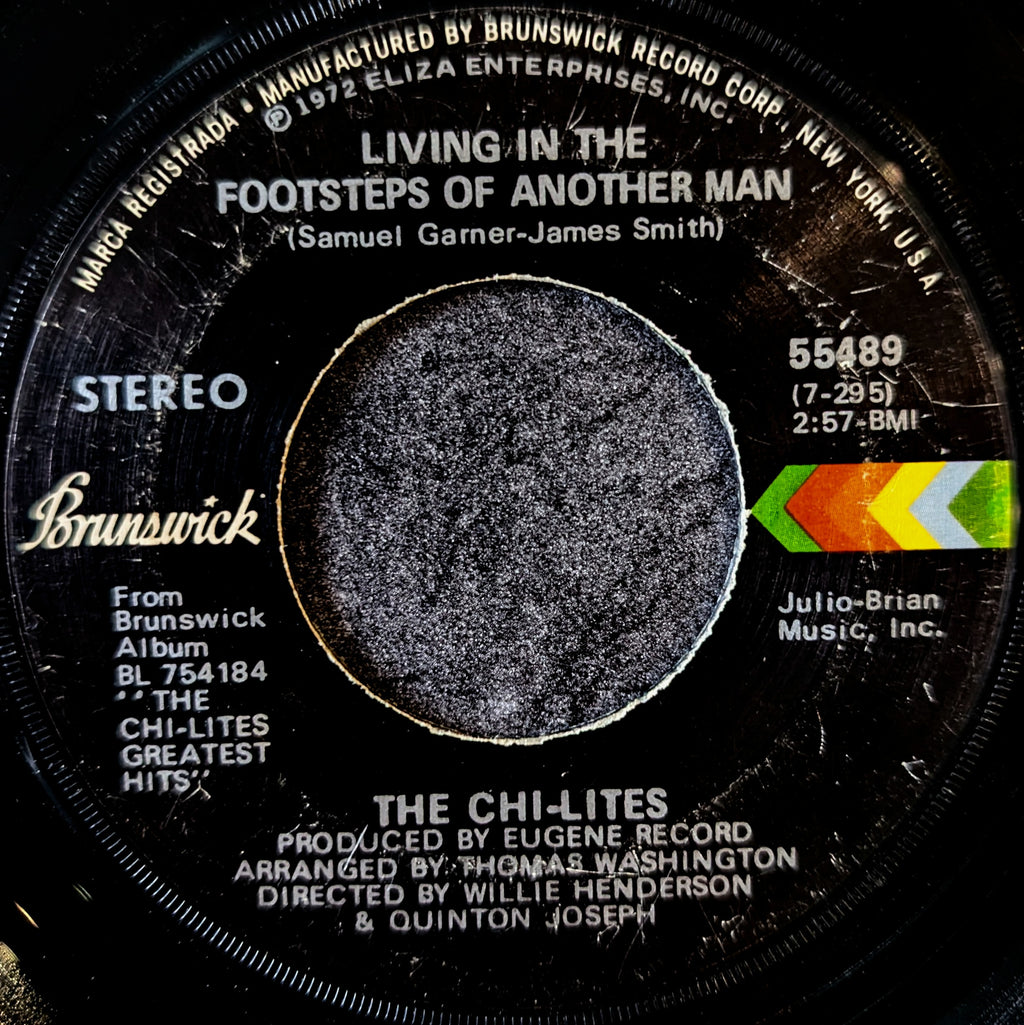 MARCA REGISTRADA • MANUFACTURED BY BRUNSWICK RECORD CORP., NEW YORK, U.S.A
Ⓟ 1972 ELIZA ENTERPRISES, INC.
LIVING IN THE
FOOTSTEPS OF ANOTHER MAN
(Samuel Garner-James Smith)
STEREO
55489
(7-295)
2:57-BMI
Brunswick
From
Brunswick
Album
BL 754184
"THE
CHI-LITES
GREATEST
HITS"
Julio-Brian
Music, Inc.
THE CHI-LITES
PRODUCED BY EUGENE RECORD
ARRANGED BY THOMAS WASHINGTON
DIRECTED BY WILLIE HENDERSON
& QUINTON JOSEPH